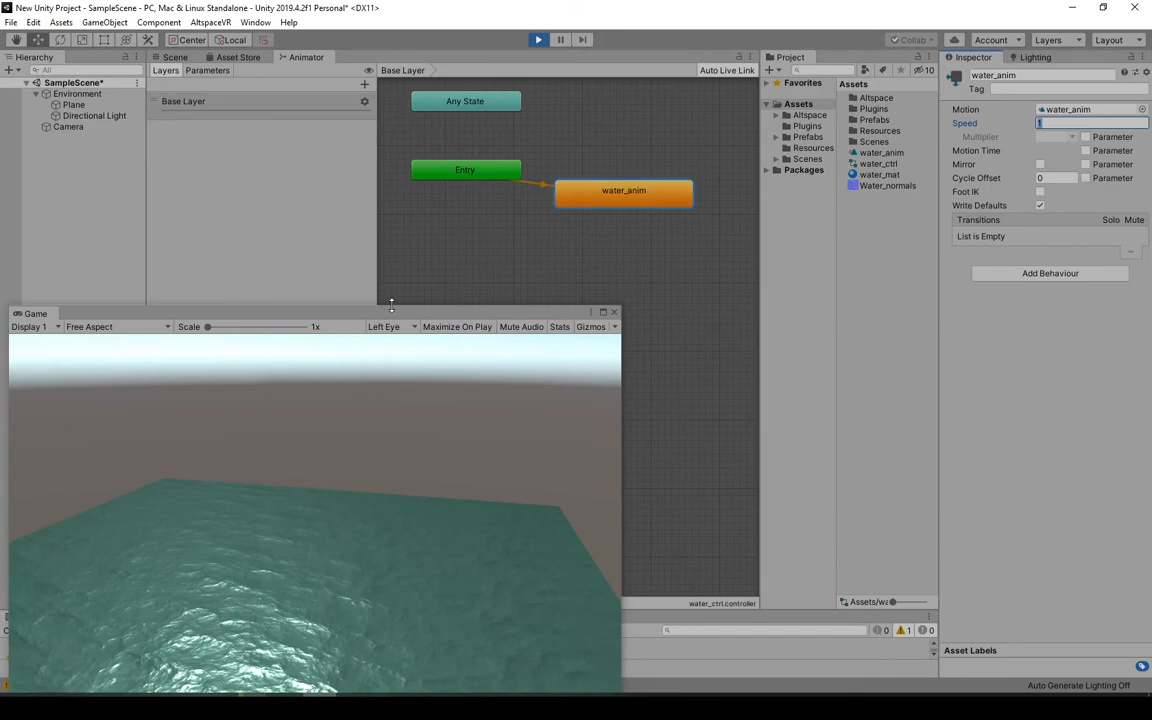 New Unity Project - SampleScene - PC, Mac & Linux Standalone - Unity 2019.4.2f1 Personal* <DX11>
File Edit Assets GameObject Component AltspaceVR Window Help
Center Local Collab Account Layers Layout
Hierarchy Scene Asset Store Animator Project Inspector Lighting
All Layers Parameters Base Layer Auto Live Link 10 water_anim
SampleScene* Favorites Assets Tag
Environment Base Layer Any State Assets Altspace Motion water_anim
Plane Altspace Plugins Speed 1
Directional Light Plugins Prefabs Multiplier Parameter
Camera Prefabs Resources Motion Time Parameter
Resources Scenes Mirror Parameter
Scenes water_anim Cycle Offset 0 Parameter
Packages water_ctrl Foot IK
Entry water_mat Write Defaults
water_anim Water_normals Transitions Solo Mute
List is Empty
Add Behaviour
Game
Display 1 Free Aspect Scale 1x Left Eye Maximize On Play Mute Audio Stats Gizmos
water_ctrl.controller Assets/wa
0 1 0
Asset Labels
Auto Generate Lighting Off